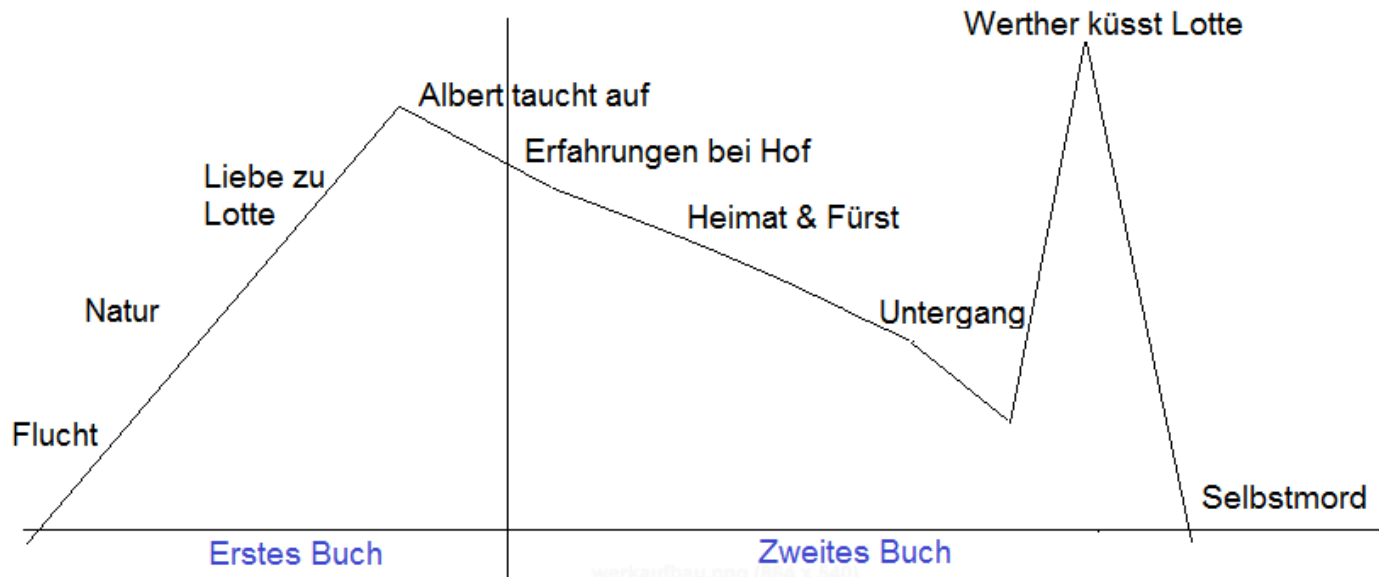 Werther küsst Lotte
Albert taucht auf
Erfahrungen bei Hof
Liebe zu
Lotte
Heimat & Fürst
Natur
Untergang
Flucht
Selbstmord
Erstes Buch
Zweites Buch